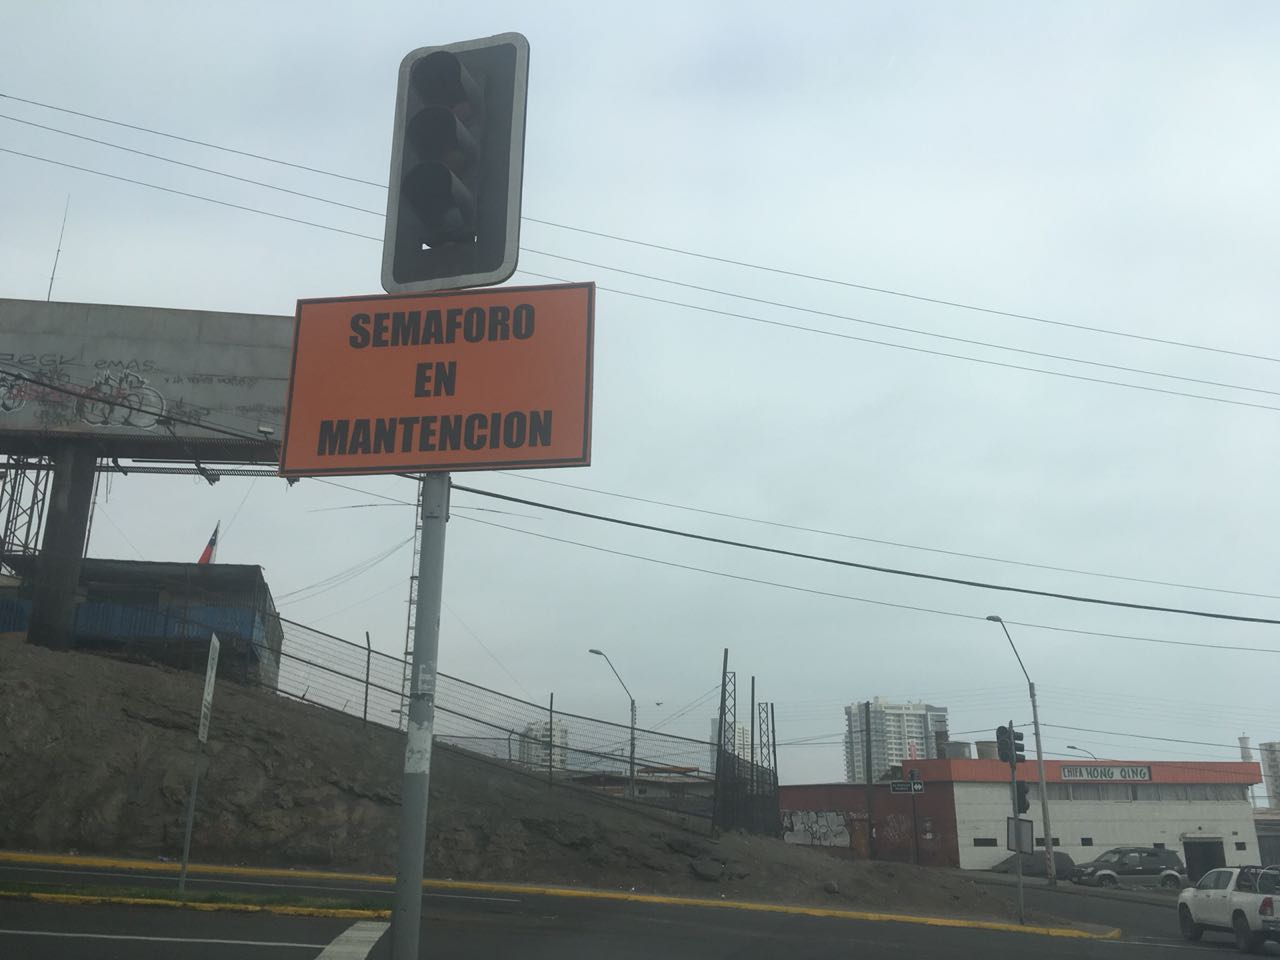 SEMAFORO
EN
MANTENCION
CHIFA HONG QING